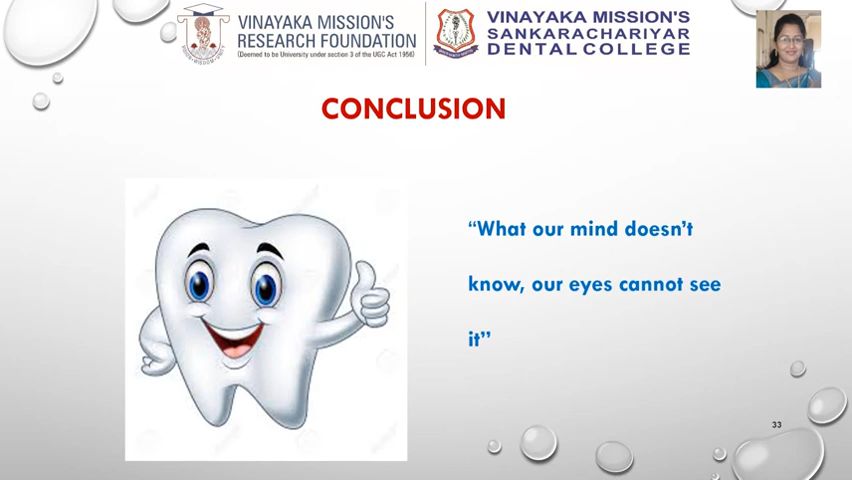 VINAYAKA MISSION'S
RESEARCH FOUNDATION
(Deemed to be University under section 3 of the UGC Act 1956)
VINAYAKA MISSION'S
SANKARACHARIYAR
DENTAL COLLEGE
CONCLUSION
“What our mind doesn’t
know, our eyes cannot see
it”
33